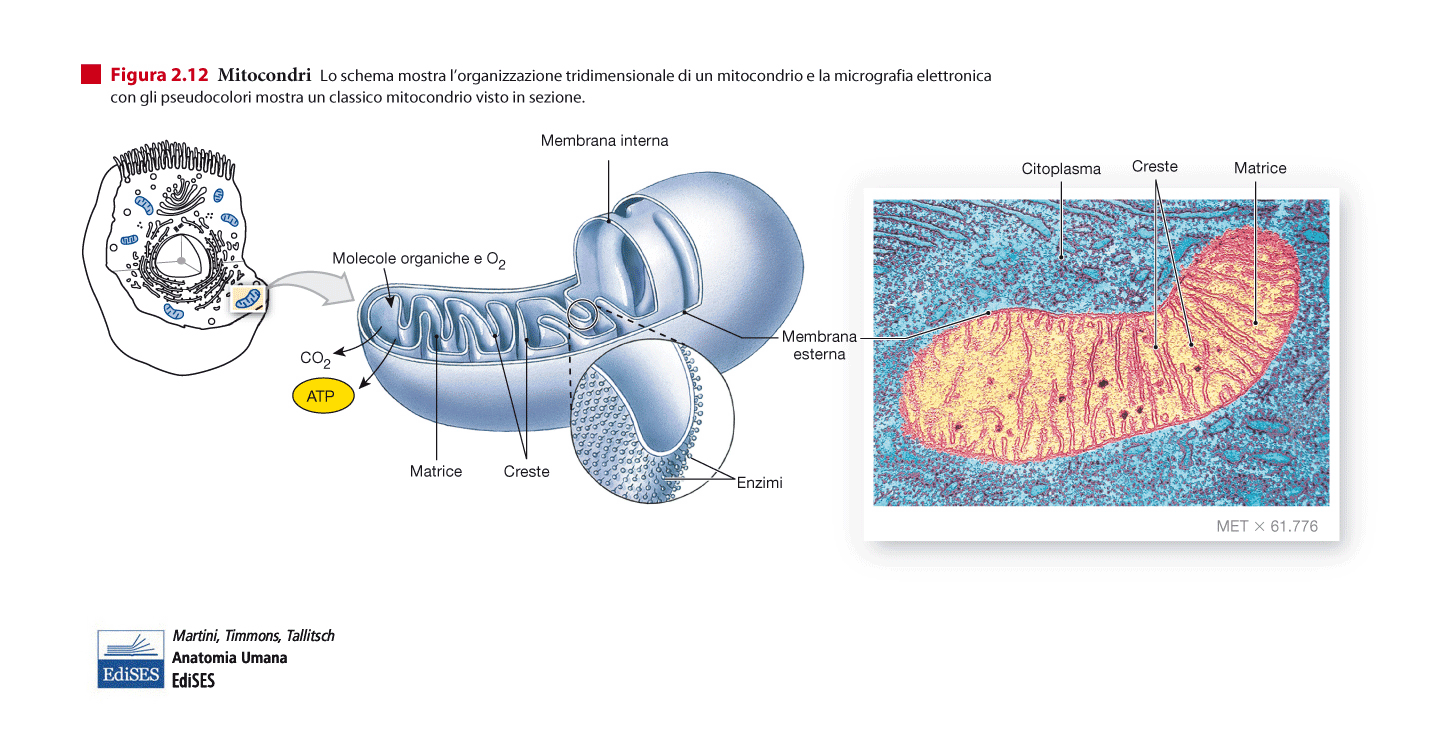 Figura 2.12 Mitocondri Lo schema mostra l’organizzazione tridimensionale di un mitocondrio e la micrografia elettronica
con gli pseudocolori mostra un classico mitocondrio visto in sezione.
Membrana interna
Citoplasma
Creste
Matrice
Molecole organiche e O2
Membrana
esterna
CO2
ATP
Matrice
Creste
Enzimi
MET × 61.776
Martini, Timmons, Tallitsch
Anatomia Umana
EdiSES
EdiSES